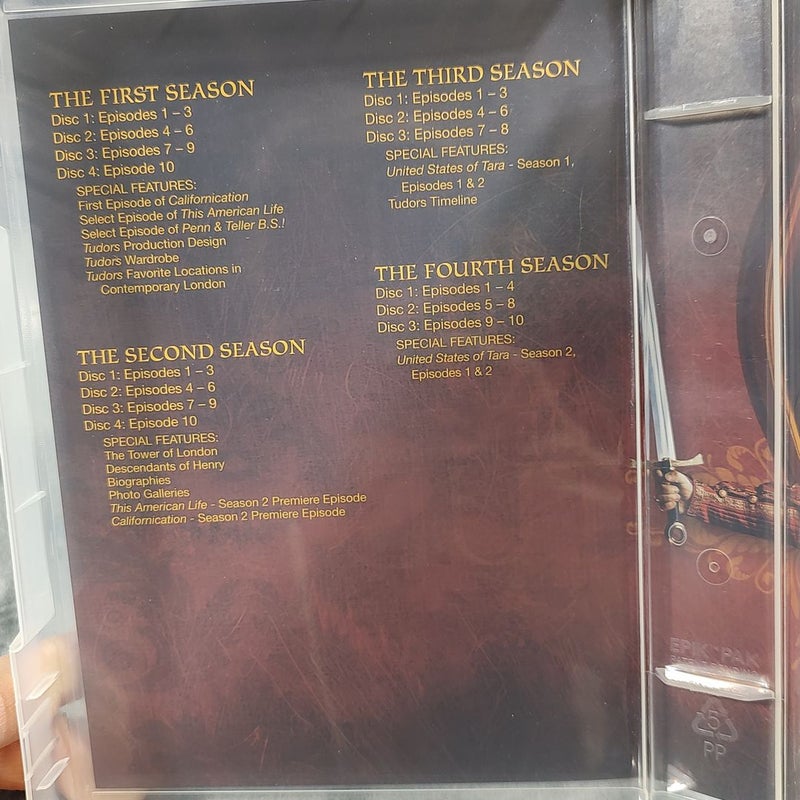 THE FIRST SEASON
Disc 1: Episodes 1 – 3
Disc 2: Episodes 4 – 6
Disc 3: Episodes 7 – 9
Disc 4: Episode 10
SPECIAL FEATURES:
First Episode of Californication
Select Episode of This American Life
Select Episode of Penn & Teller B.S.!
Tudors Production Design
Tudors Wardrobe
Tudors Favorite Locations in
Contemporary London
THE SECOND SEASON
Disc 1: Episodes 1 – 3
Disc 2: Episodes 4 – 6
Disc 3: Episodes 7 – 9
Disc 4: Episode 10
SPECIAL FEATURES:
The Tower of London
Descendants of Henry
Biographies
Photo Galleries
This American Life - Season 2 Premiere Episode
Californication - Season 2 Premiere Episode
THE THIRD SEASON
Disc 1: Episodes 1 – 3
Disc 2: Episodes 4 – 6
Disc 3: Episodes 7 – 8
SPECIAL FEATURES:
United States of Tara - Season 1,
Episodes 1 & 2
Tudors Timeline
THE FOURTH SEASON
Disc 1: Episodes 1 – 4
Disc 2: Episodes 5 – 8
Disc 3: Episodes 9 – 10
SPECIAL FEATURES:
United States of Tara - Season 2,
Episodes 1 & 2
EPIK PAK
5
PP